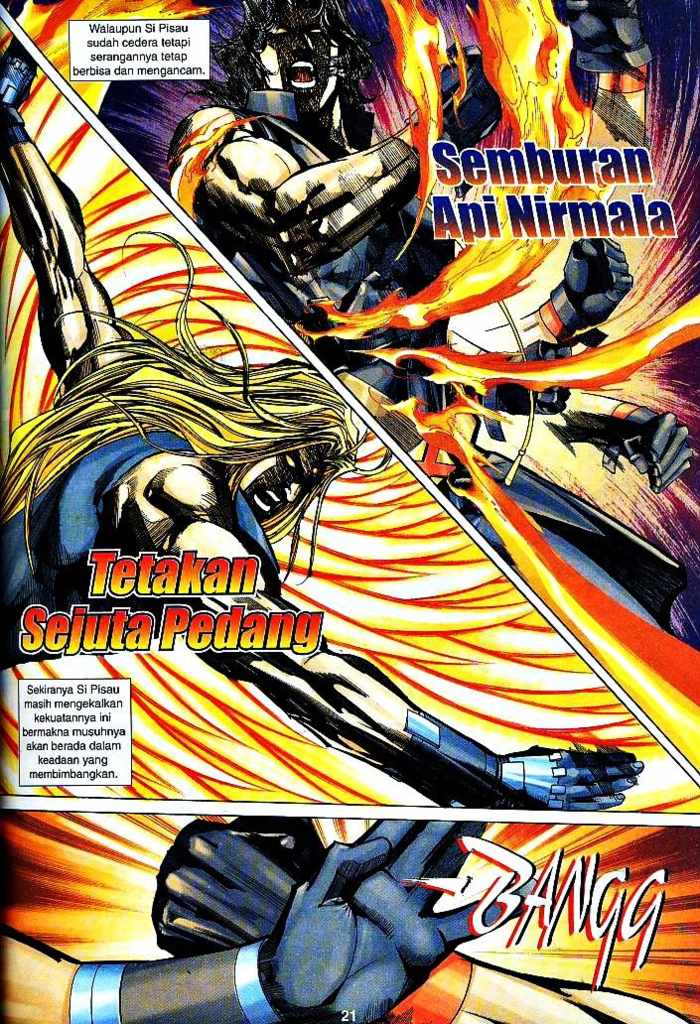 Walaupun Si Pisau
sudah cedera tetapi
serangannya tetap
berbisa dan mengancam.
Semburan
Api Nirmala
Tetakan
Sejuta Pedang
Sekiranya Si Pisau
masih mengekalkan
kekuatannya ini
bermakna musuhnya
akan berada dalam
keadaan yang
membimbangkan.
BANGG
21